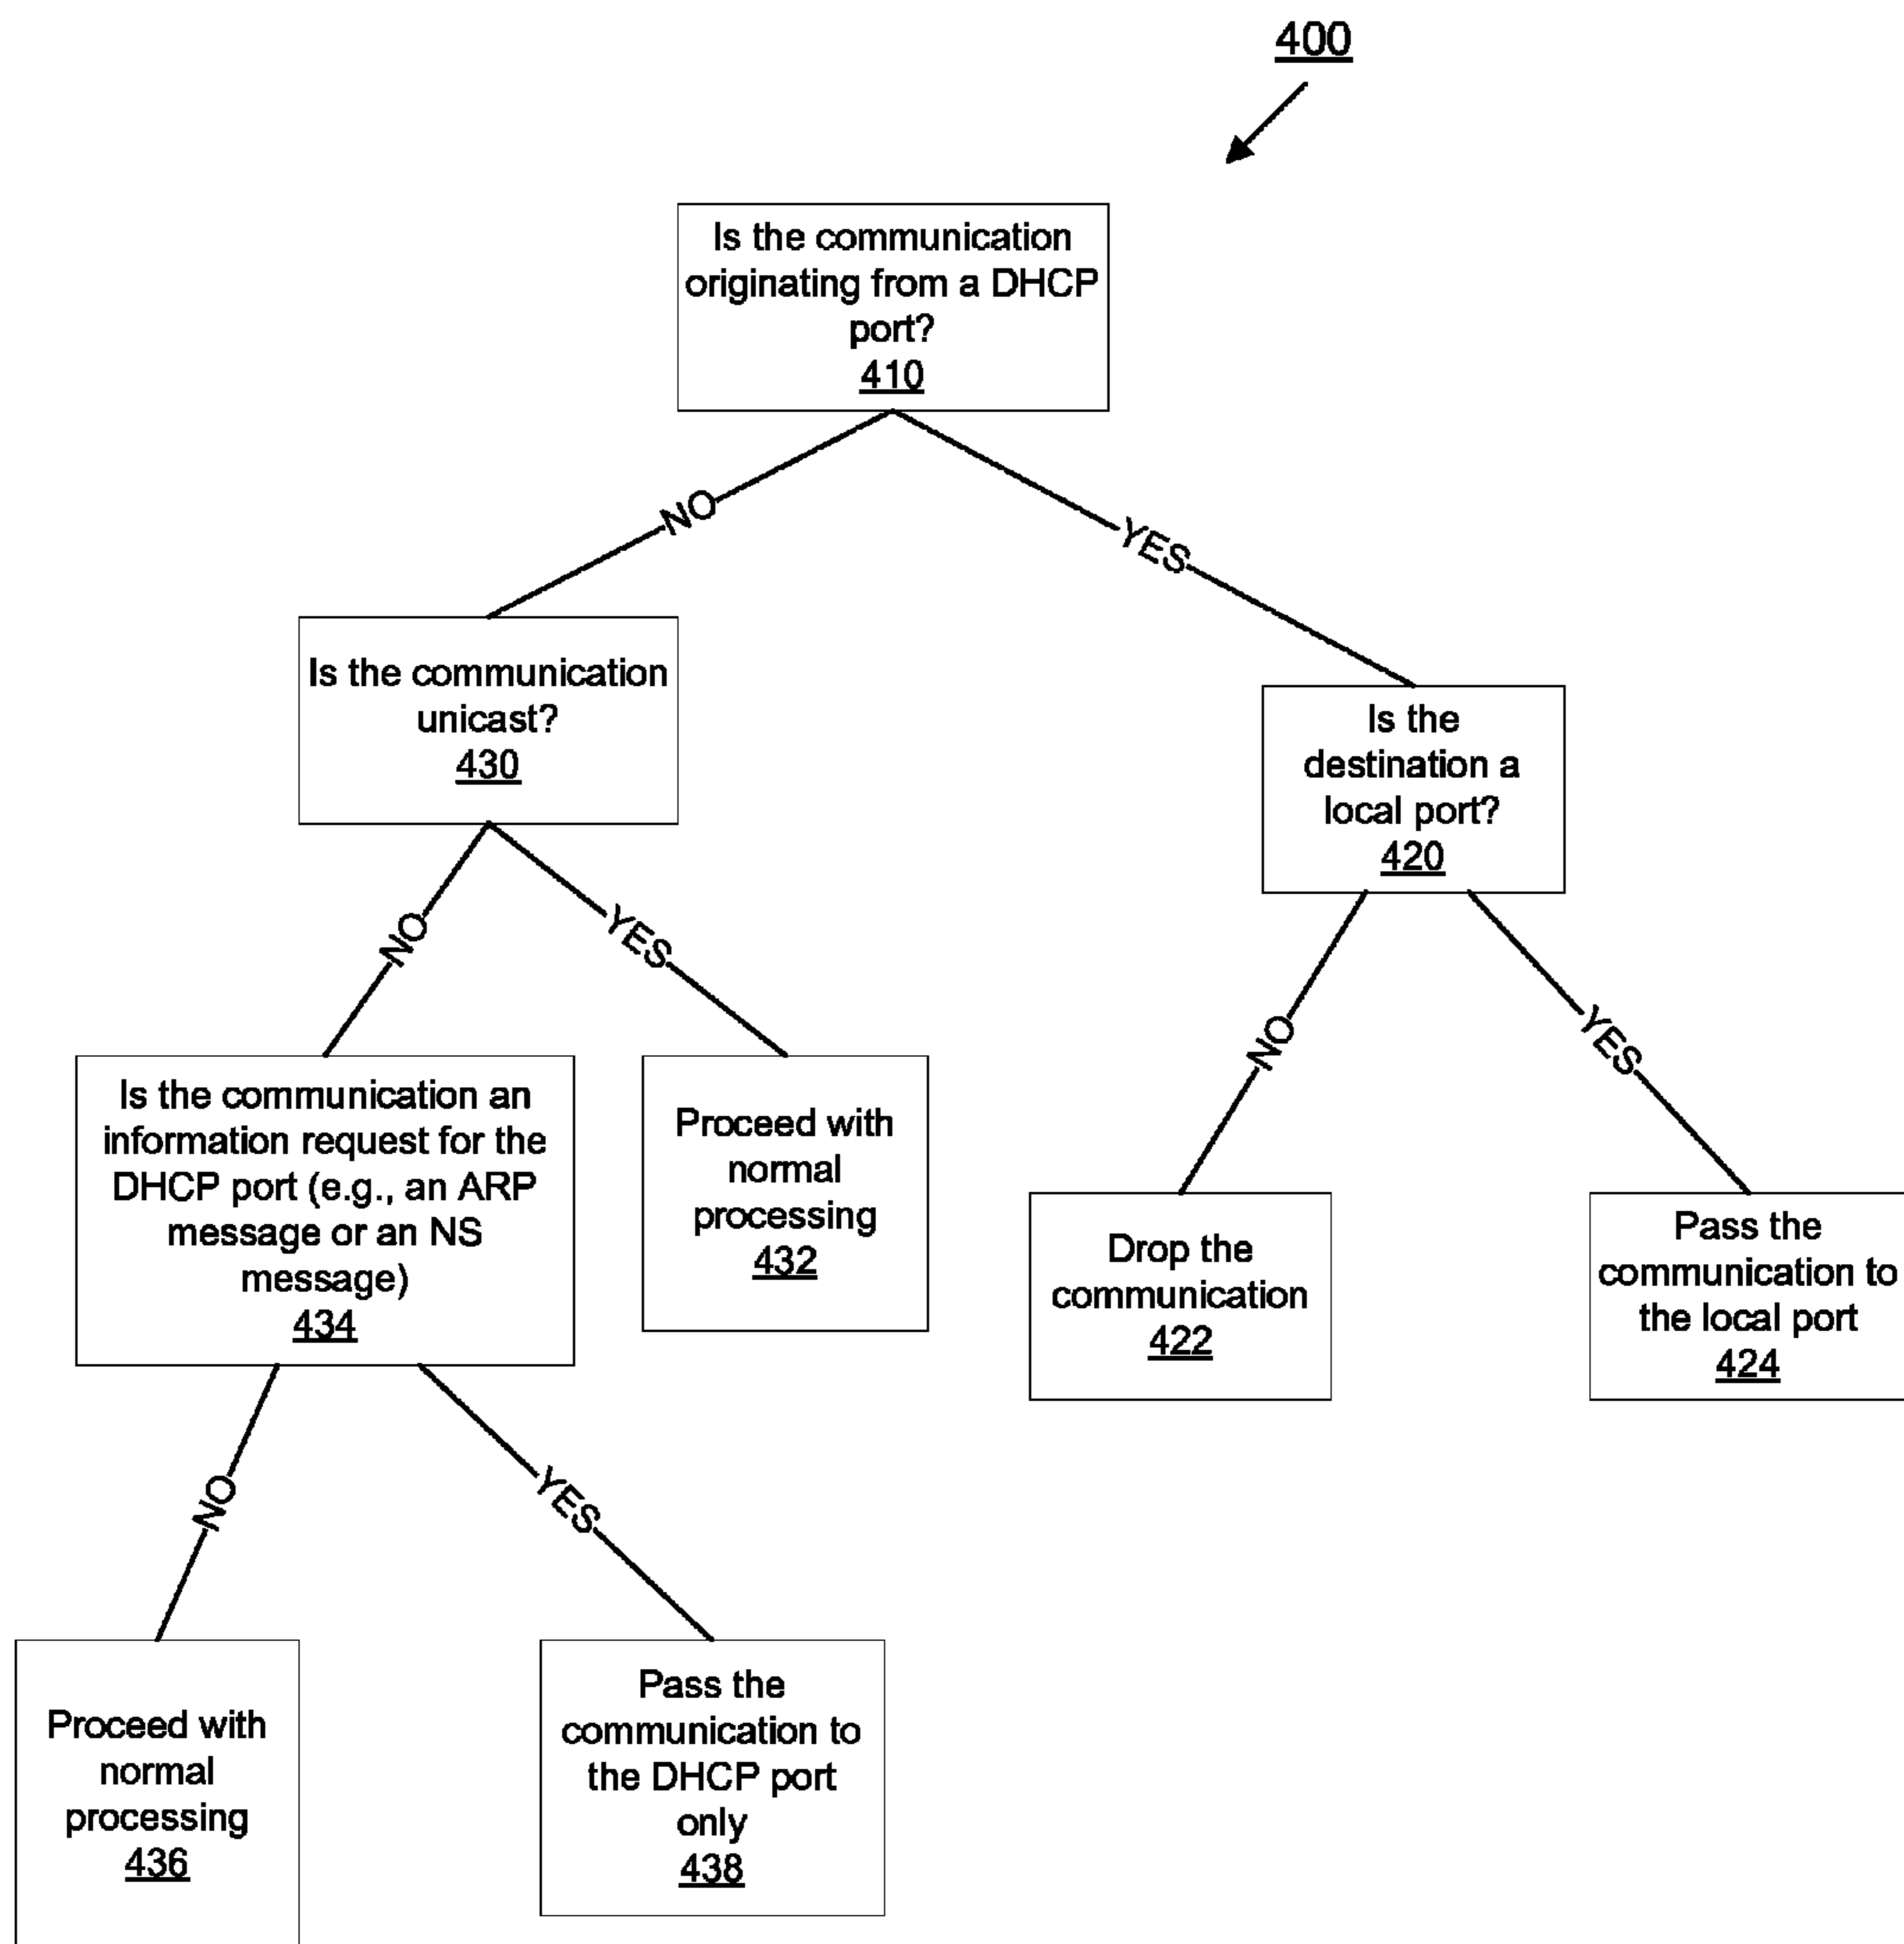 400
Is the communication
originating from a DHCP
port?
410
NO
YES
Is the communication
unicast?
430
Is the
destination a
local port?
420
NO
YES
NO
YES
Is the communication an
information request for the
DHCP port (e.g., an ARP
message or an NS
message)
434
Proceed with
normal
processing
432
Drop the
communication
422
Pass the
communication to
the local port
424
NO
YES
Proceed with
normal
processing
436
Pass the
communication to
the DHCP port
only
438